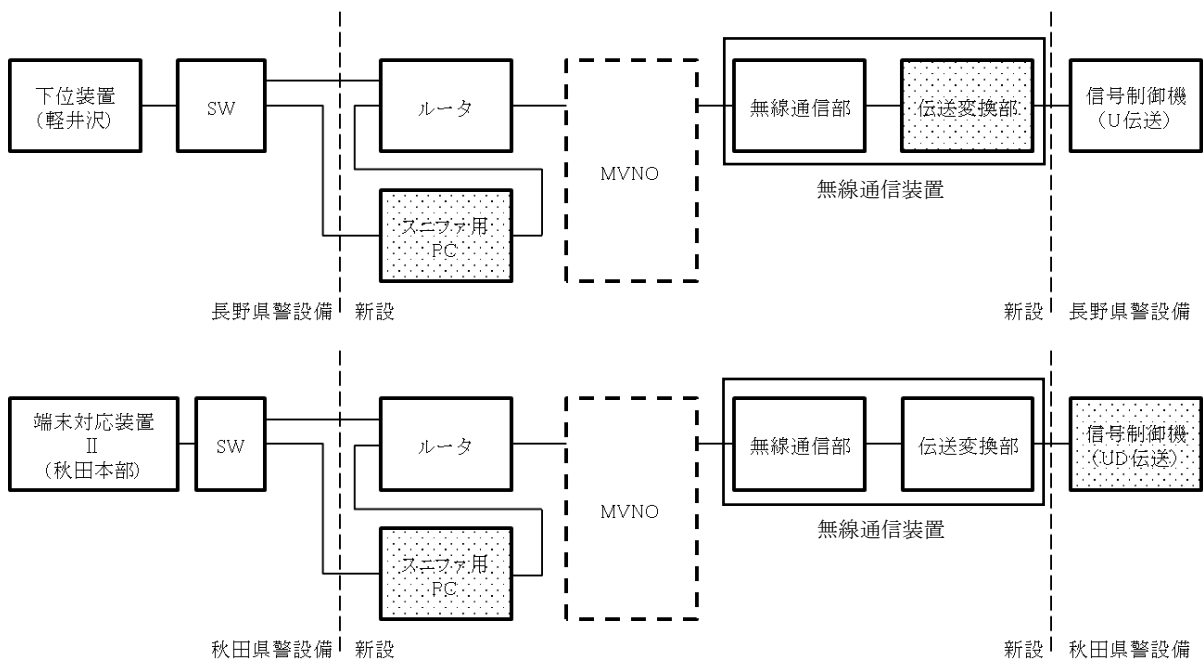 下位装置
(軽井沢)
SW
ルータ
スニファ用
PC
MVNO
無線通信部
伝送変換部
無線通信装置
信号制御機
(U伝送)
長野県警設備
新設
新設
長野県警設備
端末対応装置
Ⅱ
(秋田本部)
SW
ルータ
スニファ用
PC
MVNO
無線通信部
伝送変換部
無線通信装置
信号制御機
(UD伝送)
秋田県警設備
新設
新設
秋田県警設備